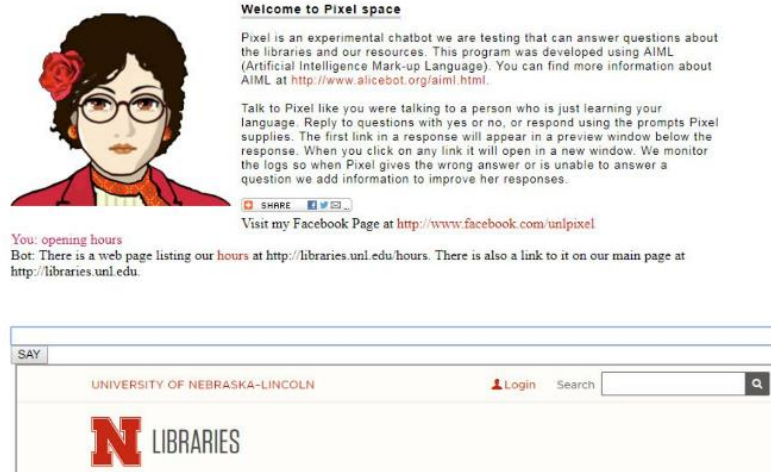 Welcome to Pixel space
Pixel is an experimental chatbot we are testing that can answer questions about
the libraries and our resources. This program was developed using AIML
(Artificial Intelligence Mark-up Language). You can find more information about
AIML at http://www.alicebot.org/aiml.html.
Talk to Pixel like you were talking to a person who is just learning your
language. Reply to questions with yes or no, or respond using the prompts Pixel
supplies. The first link in a response will appear in a preview window below the
response. When you click on any link it will open in a new window. We monitor
the logs so when Pixel gives the wrong answer or is unable to answer a
question we add information to improve her responses.
SHARE
Visit my Facebook Page at http://www.facebook.com/unlpixel
You: opening hours
Bot: There is a web page listing our hours at http://libraries.unl.edu/hours. There is also a link to it on our main page at
http://libraries.unl.edu.
SAY
UNIVERSITY OF NEBRASKA–LINCOLN Login Search
N LIBRARIES